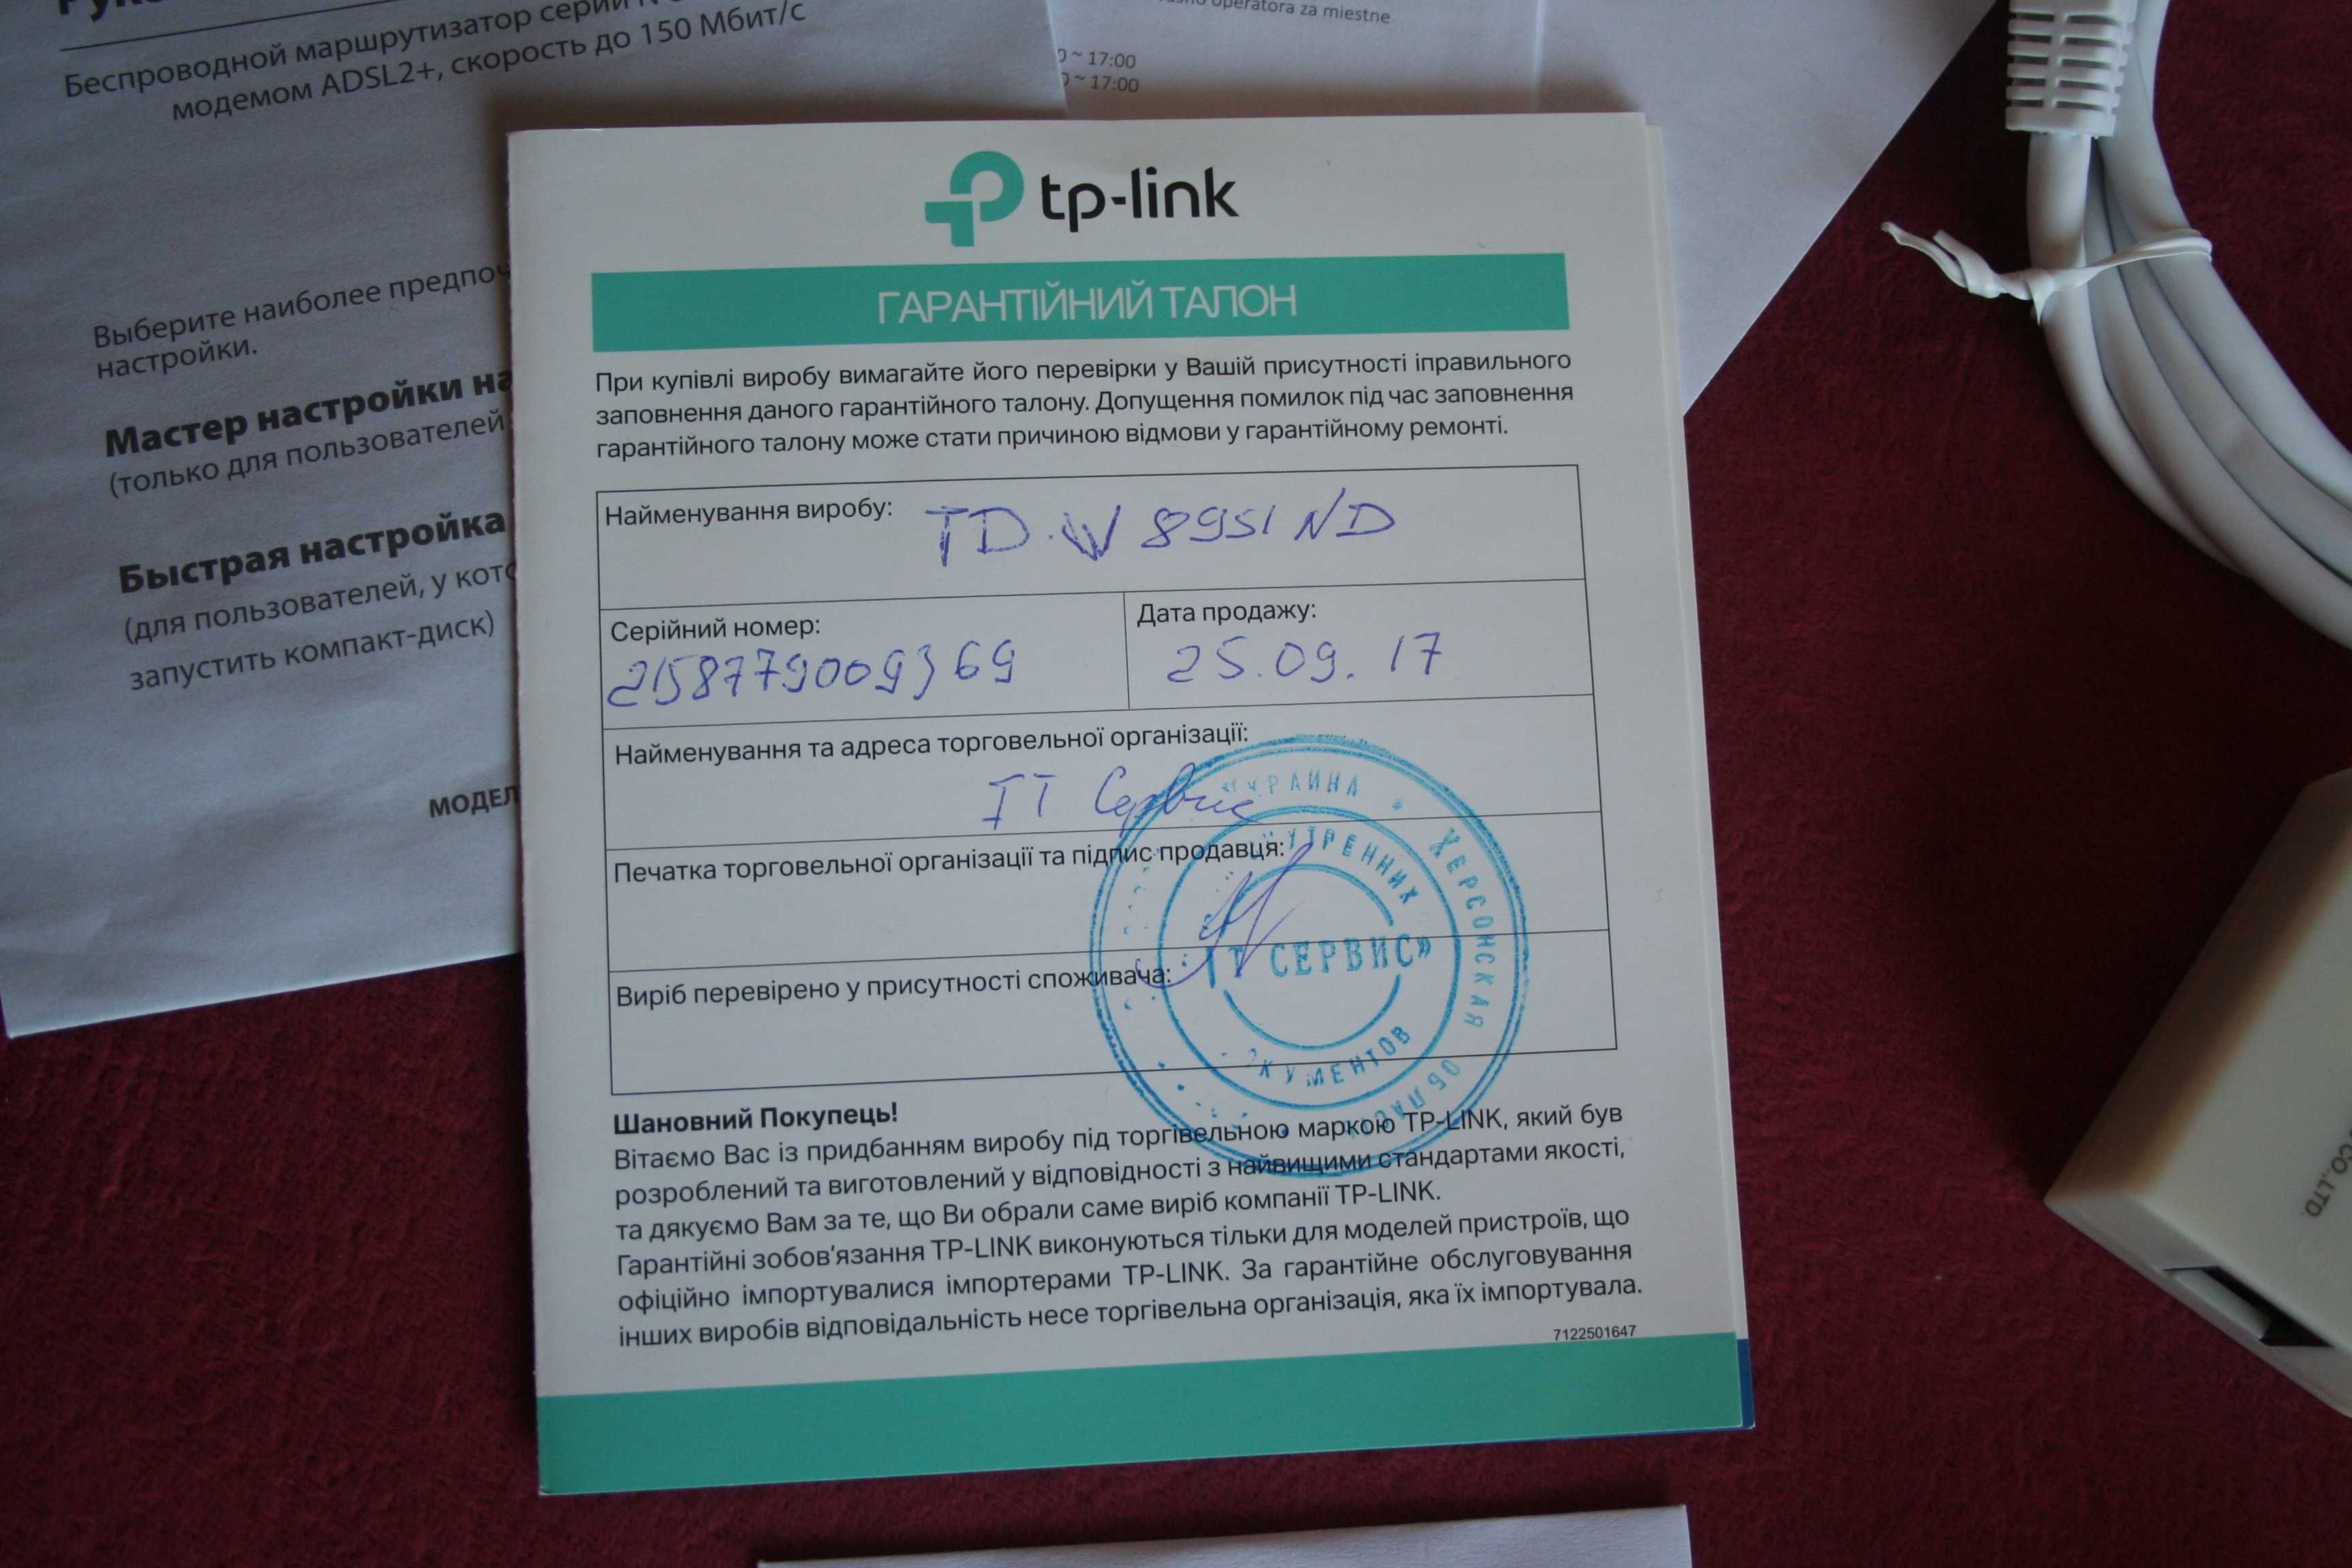 Беспроводной маршрутизатор серии N
модемом ADSL2+, скорость до 150 Мбит/с
Выберите наиболее
настройки.
Мастер настройки
(только для пользователей
Быстрая настройка
(для пользователей, у
запустить компакт-диск)
operatora za miestne
~ 17:00
~ 17:00
tp-link
ГАРАНТІЙНИЙ ТАЛОН
При купівлі виробу вимагайте його перевірки у Вашій присутності іправильного
заповнення даного гарантійного талону. Допущення помилок під час заповнення
гарантійного талону може стати причиною відмови у гарантійному ремонті.
Найменування виробу: TD-W 8951 ND
Серійний номер:
2158779009369
Дата продажу:
25.09.17
Найменування та адреса торговельної організації:
IT Сервис
Печатка торговельної організації та підпис продавця:
Виріб перевірено у присутності споживача:
УКРАИНА * ХЕРСОНСКАЯ ОБЛАСТЬ
СЕРВИС»
Шановний Покупець!
Вітаємо Вас із придбанням виробу під торгівельною маркою TP-LINK, який був
розроблений та виготовлений у відповідності з найвищими стандартами якості,
та дякуємо Вам за те, що Ви обрали саме виріб компанії TP-LINK.
Гарантійні зобов'язання TP-LINK виконуються тільки для моделей пристроїв, що
офіційно імпортувалися імпортерами TP-LINK. За гарантійне обслуговування
інших виробів відповідальність несе торгівельна організація, яка їх імпортувала.
7122501647
CO.,LTD.